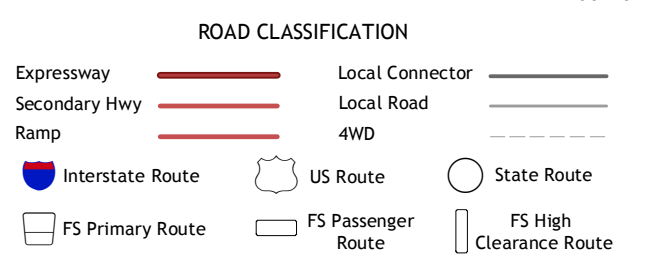 ROAD CLASSIFICATION
Expressway
Local Connector
Secondary Hwy
Local Road
Ramp
4WD
Interstate Route
US Route
State Route
FS Primary Route
FS Passenger
Route
FS High
Clearance Route